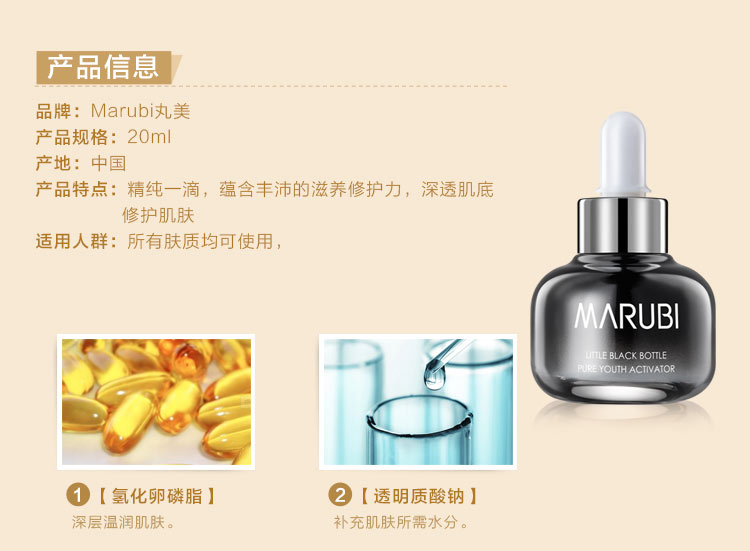 产品信息
品牌：Marubi丸美
产品规格：20ml
产地：中国
产品特点：精纯一滴，蕴含丰沛的滋养修护力，深透肌底
修护肌肤
适用人群：所有肤质均可使用，
MARUBI
LITTLE BLACK BOTTLE
PURE YOUTH ACTIVATOR
1【氢化卵磷脂】
深层温润肌肤。
2【透明质酸钠】
补充肌肤所需水分。